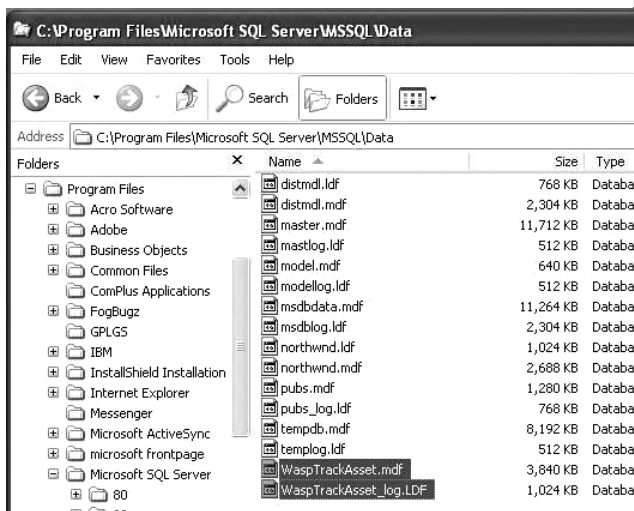 C:\Program Files\Microsoft SQL Server\MSSQL\Data
File Edit View Favorites Tools Help
Back Search Folders
Address C:\Program Files\Microsoft SQL Server\MSSQL\Data
Folders X Name Size Type
Program Files
Acro Software
Adobe
Business Objects
Common Files
ComPlus Applications
FogBugz
GPLGS
IBM
InstallShield Installation
Internet Explorer
Messenger
Microsoft ActiveSync
microsoft frontpage
Microsoft SQL Server
80
distmdl.ldf 768 KB Databa
distmdl.mdf 2,304 KB Databa
master.mdf 11,712 KB Databa
mastlog.ldf 512 KB Databa
model.mdf 640 KB Databa
modellog.ldf 512 KB Databa
msdbdata.mdf 11,264 KB Databa
msdblog.ldf 2,304 KB Databa
northwnd.ldf 1,024 KB Databa
northwnd.mdf 2,688 KB Databa
pubs.mdf 1,280 KB Databa
pubs_log.ldf 768 KB Databa
tempdb.mdf 8,192 KB Databa
templog.ldf 512 KB Databa
WaspTrackAsset.mdf 3,840 KB Databa
WaspTrackAsset_log.LDF 1,024 KB Databa